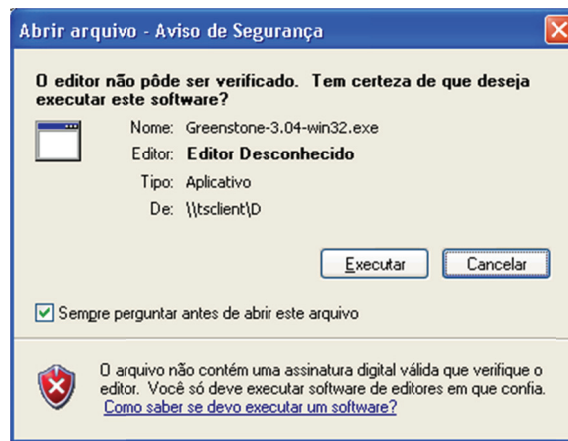 Abrir arquivo - Aviso de Segurança
O editor não pôde ser verificado. Tem certeza de que deseja
executar este software?
Nome: Greenstone-3.04-win32.exe
Editor: Editor Desconhecido
Tipo: Aplicativo
De: \\tsclient\D
Executar Cancelar
Sempre perguntar antes de abrir este arquivo
O arquivo não contém uma assinatura digital válida que verifique o
editor. Você só deve executar software de editores em que confia.
Como saber se devo executar um software?